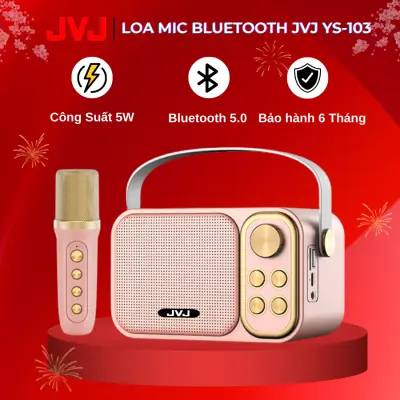 JVJ
LOA MIC BLUETOOTH JVJ YS-103
Công Suất 5W
Bluetooth 5.0
Bảo hành 6 Tháng
JVJ